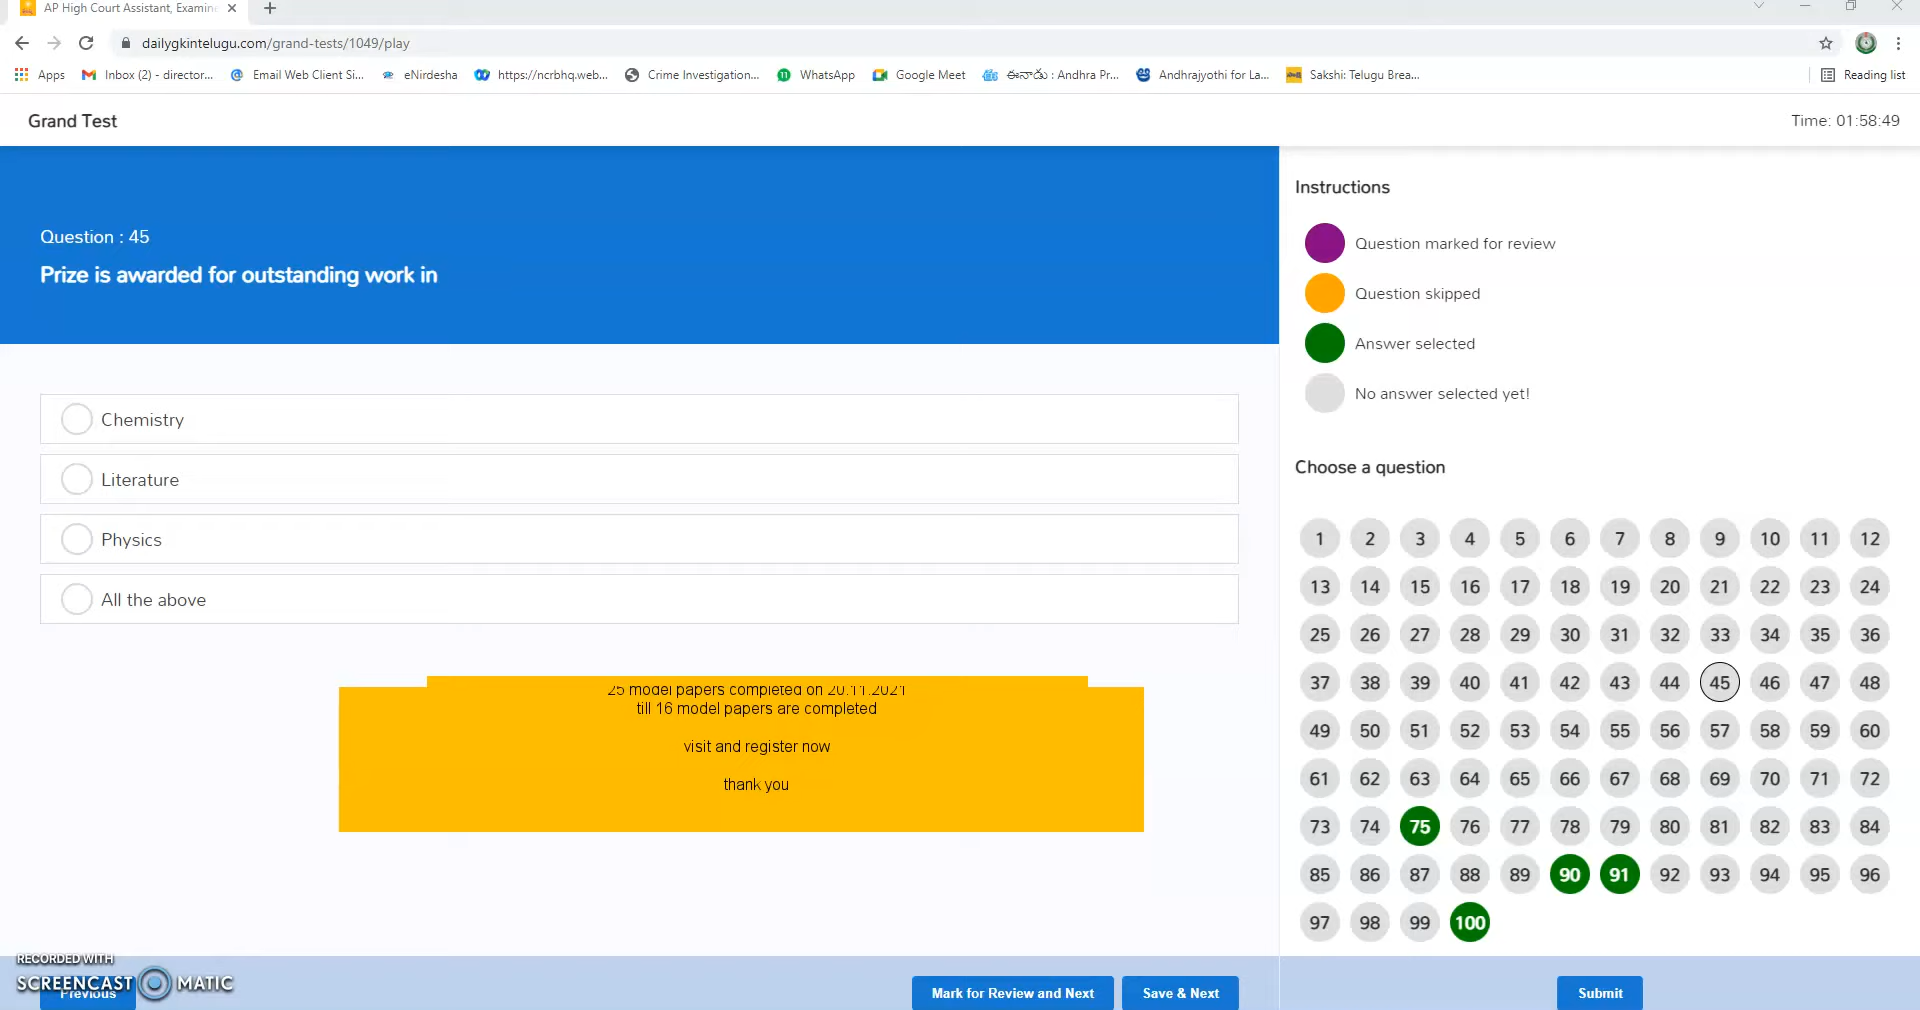 AP High Court Assistant, Examine
dailygkintelugu.com/grand-tests/1049/play
Apps
Inbox (2) - director...
Email Web Client Si...
eNirdesha
https://ncrbhq.web...
Crime Investigation...
WhatsApp
Google Meet
ఈనాడు : Andhra Pr...
Andhrajyothi for La...
Sakshi: Telugu Brea...
Reading list
Grand Test
Time: 01:58:49
Question : 45
Prize is awarded for outstanding work in
Chemistry
Literature
Physics
All the above
25 model papers completed on 20.11.2021
till 16 model papers are completed
visit and register now
thank you
Instructions
Question marked for review
Question skipped
Answer selected
No answer selected yet!
Choose a question
1 2 3 4 5 6 7 8 9 10 11 12
13 14 15 16 17 18 19 20 21 22 23 24
25 26 27 28 29 30 31 32 33 34 35 36
37 38 39 40 41 42 43 44 45 46 47 48
49 50 51 52 53 54 55 56 57 58 59 60
61 62 63 64 65 66 67 68 69 70 71 72
73 74 75 76 77 78 79 80 81 82 83 84
85 86 87 88 89 90 91 92 93 94 95 96
97 98 99 100
RECORDED WITH
SCREENCAST MATIC
Previous
Mark for Review and Next
Save & Next
Submit